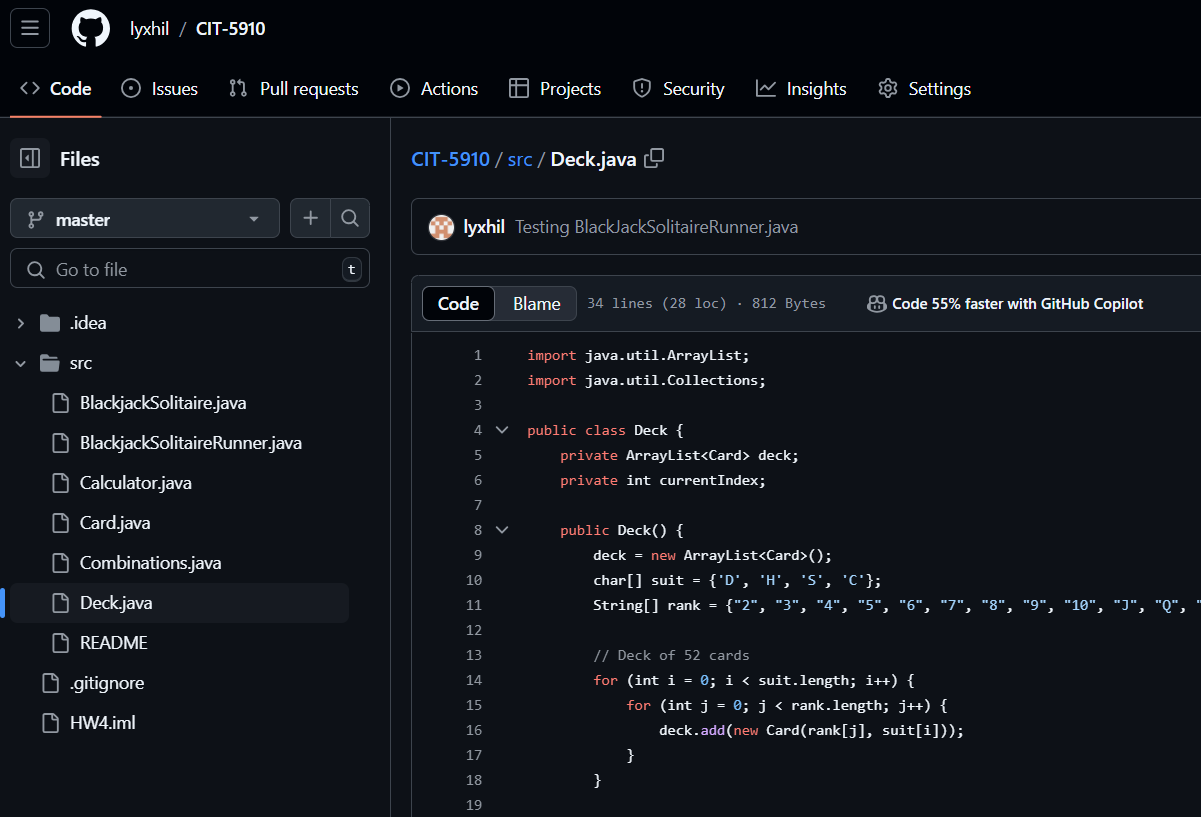 lyxhil / CIT-5910
Code Issues Pull requests Actions Projects Security Insights Settings
Files
master
Go to file t
.idea
src
BlackjackSolitaire.java
BlackjackSolitaireRunner.java
Calculator.java
Card.java
Combinations.java
Deck.java
README
.gitignore
HW4.iml
CIT-5910 / src / Deck.java
lyxhil Testing BlackJackSolitaireRunner.java
Code Blame 34 lines (28 loc) · 812 Bytes Code 55% faster with GitHub Copilot
1 import java.util.ArrayList;
2 import java.util.Collections;
3
4 public class Deck {
5 private ArrayList<Card> deck;
6 private int currentIndex;
7
8 public Deck() {
9 deck = new ArrayList<Card>();
10 char[] suit = {'D', 'H', 'S', 'C'};
11 String[] rank = {"2", "3", "4", "5", "6", "7", "8", "9", "10", "J", "Q", "
12
13 // Deck of 52 cards
14 for (int i = 0; i < suit.length; i++) {
15 for (int j = 0; j < rank.length; j++) {
16 deck.add(new Card(rank[j], suit[i]));
17 }
18 }
19